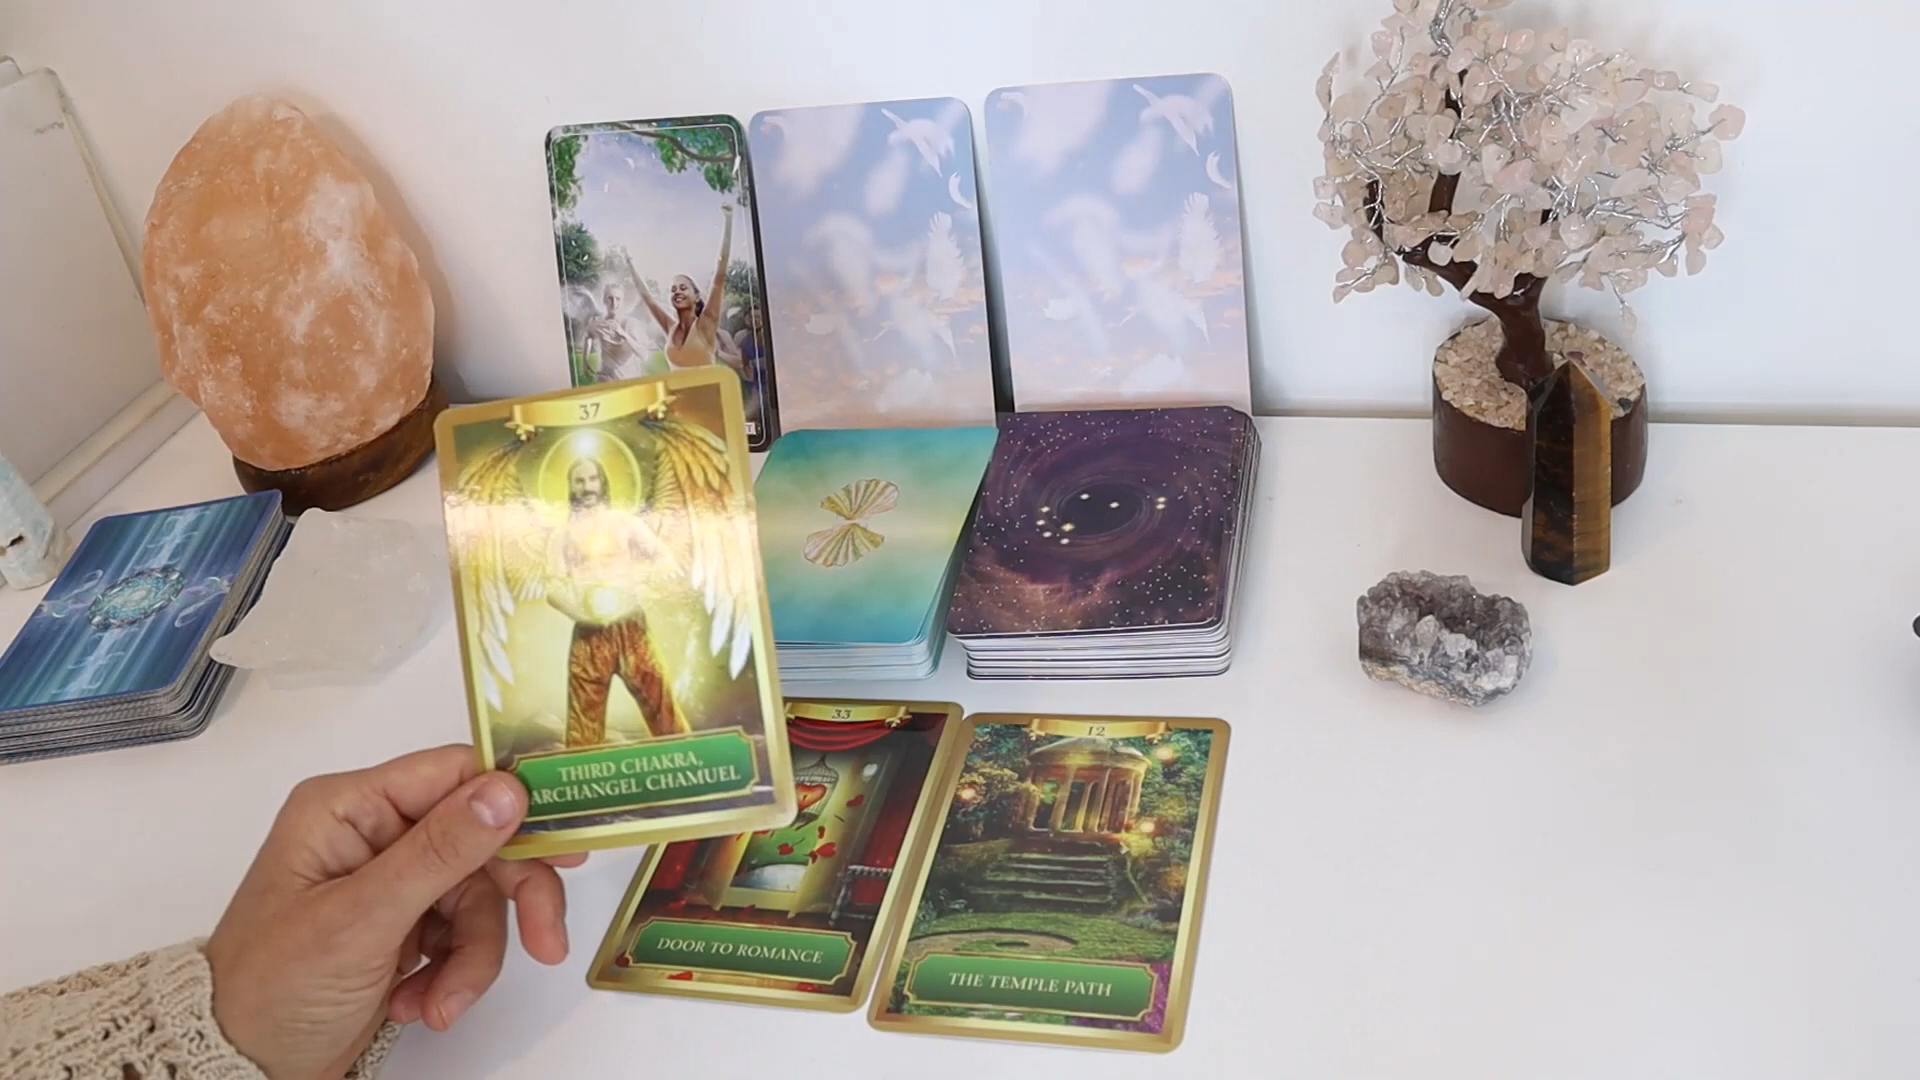 37
THIRD CHAKRA,
ARCHANGEL CHAMUEL
33
DOOR TO ROMANCE
12
THE TEMPLE PATH